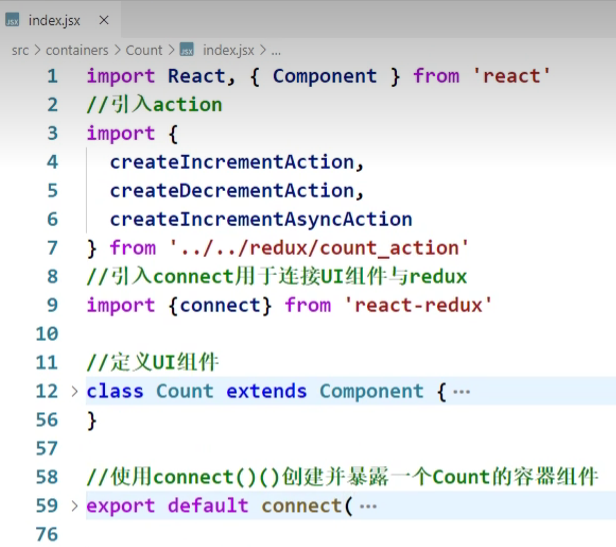 JSX index.jsx ×
src > containers > Count > JSX index.jsx > ...
1 import React, { Component } from 'react'
2 //引入action
3 import {
4 createIncrementAction,
5 createDecrementAction,
6 createIncrementAsyncAction
7 } from '../../redux/count_action'
8 //引入connect用于连接UI组件与redux
9 import {connect} from 'react-redux'
10
11 //定义UI组件
12 > class Count extends Component { ···
56 }
57
58 //使用connect()()创建并暴露一个Count的容器组件
59 > export default connect( ···
76